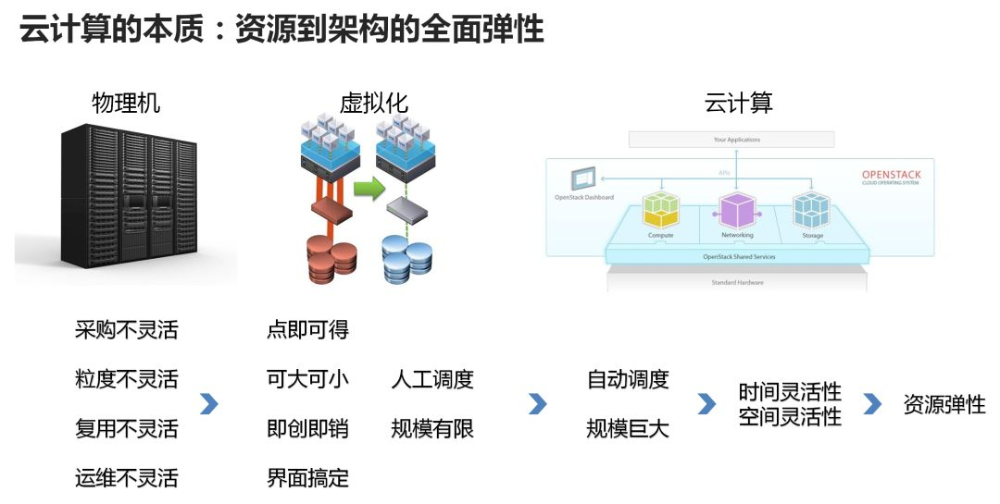 云计算的本质：资源到架构的全面弹性
物理机
虚拟化
云计算
Your Applications
APIs
OPENSTACK
CLOUD OPERATING SYSTEM
OpenStack Dashboard
Compute
Networking
Storage
OpenStack Shared Services
Standard Hardware
采购不灵活
粒度不灵活
复用不灵活
运维不灵活
点即可得
可大可小
即创即销
界面搞定
人工调度
规模有限
自动调度
规模巨大
时间灵活性
空间灵活性
资源弹性